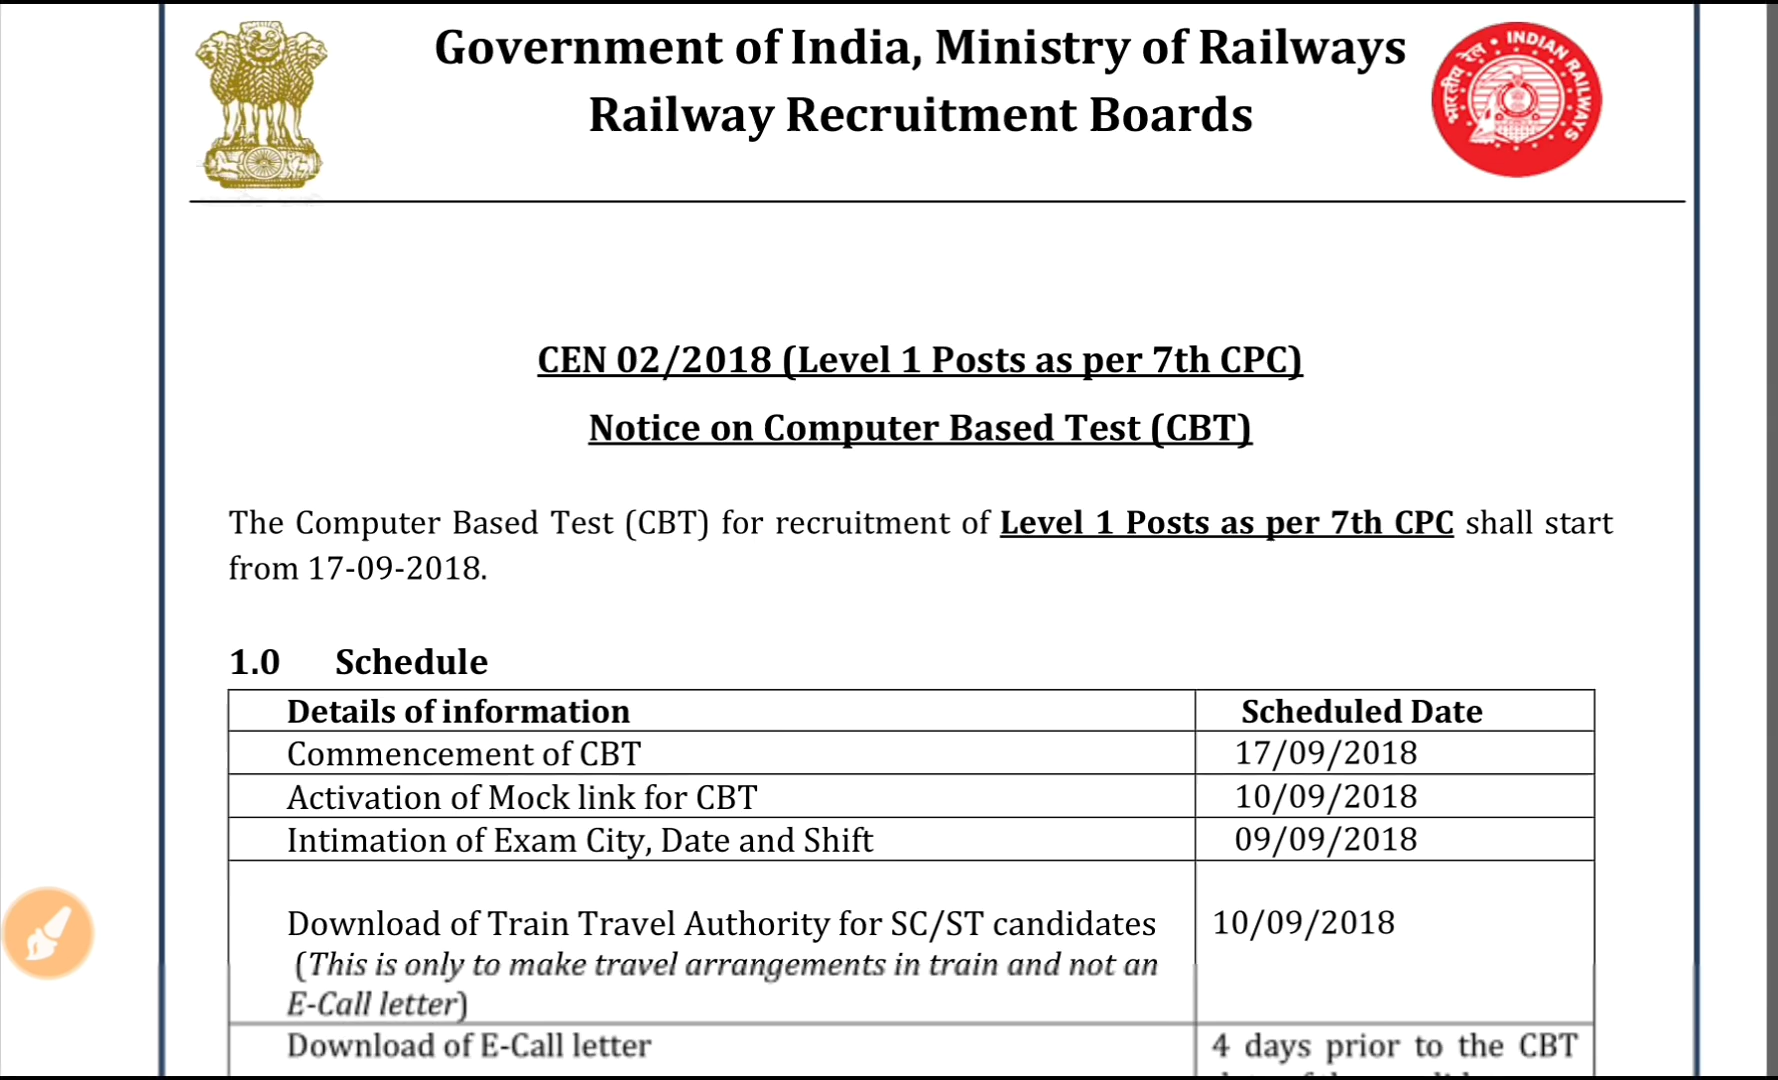 Government of India, Ministry of Railways
Railway Recruitment Boards
भारतीय रेल • INDIAN RAILWAYS
CEN 02/2018 (Level 1 Posts as per 7th CPC)
Notice on Computer Based Test (CBT)
The Computer Based Test (CBT) for recruitment of Level 1 Posts as per 7th CPC shall start
from 17-09-2018.
1.0 Schedule
Details of information Scheduled Date
Commencement of CBT 17/09/2018
Activation of Mock link for CBT 10/09/2018
Intimation of Exam City, Date and Shift 09/09/2018
Download of Train Travel Authority for SC/ST candidates 10/09/2018
(This is only to make travel arrangements in train and not an
E-Call letter)
Download of E-Call letter 4 days prior to the CBT